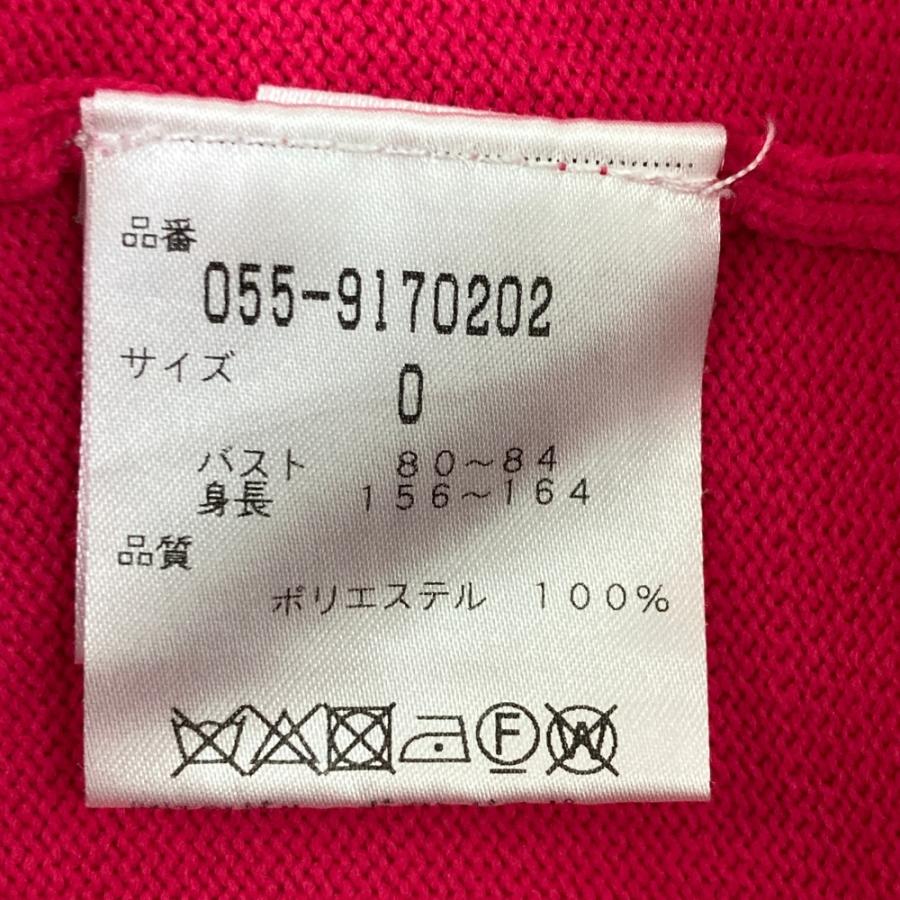 品番
055-9170202
サイズ
0
バスト 80～84
身長 156～164
品質
ポリエステル 100%
F W